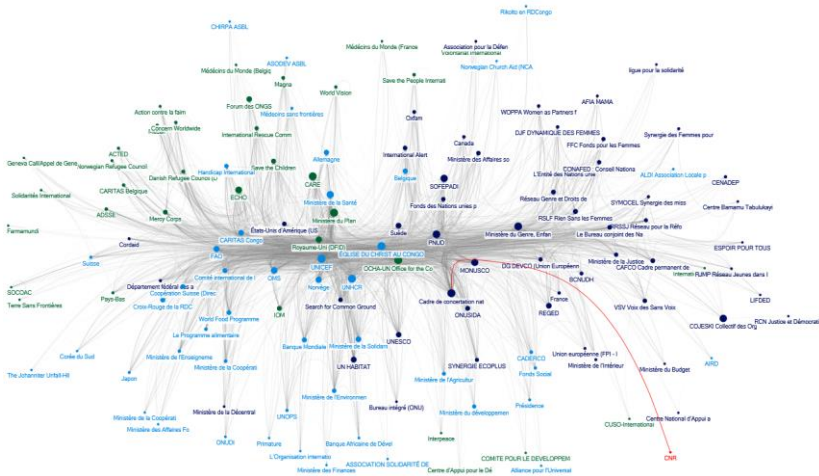 Rikolto en RDCongo
CHIRPA ASBL
Médecins du Monde (France
Association pour la Défen
Volontariat international
Norwegian Church Aid (NCA
ligue pour la solidarité
ASODEV ASBL
Médecins du Monde (Belgiq
Magna
Save the People Internati
World Vision
Action contre la faim
Forum des ONGS
Médecins sans frontières
Oxfam
AFIA MAMA
WOPPA Women as Partners f
Concern Worldwide
International Rescue Comm
DJF DYNAMIQUE DES FEMMES
Synergie des Femmes pour
Canada
FFC Fonds pour les Femmes
ACTED
Allemagne
International Alert
Ministère des Affaires so
CONAFED
Conseil Nationa
Geneva Call/Appel de Gene
Norwegian Refugee Council
Handicap International
Save the Children
L'Entité des Nations unie
ALDI Association Locale p
Danish Refugee Council (D
CARE
Belgique
SOFEPADI
CENADEP
CARITAS Belgique
ECHO
Ministère de la Santé
Fonds des Nations unies p
Réseau Genre et Droits de
SYMOCEL Synergie des miss
Solidarités International
ADSSE
Mercy Corps
Ministère du Plan
RSLF Rien Sans les Femmes
Centre Bamamu Tabulukayi
États-Unis d'Amérique (US
Suède
Ministère du Genre, Enfan
RRSSJ Réseau pour la Réfo
Farmamundi
Cordaid
CARITAS Congo
Royaume-Uni (DFID)
PNUD
Le Bureau conjoint des Na
ÉGLISE DU CHRIST AU CONGO
ESPOIR POUR TOUS
FAO
UNICEF
OCHA-UN Office for the Co
MONUSCO
DG DEVCO (Union Européenn
Ministère de la Justice
Suisse
Comité international de l
OMS
UNHCR
BCNUDH
CAFCO Cadre permanent de
RJMP Réseau Jeunes dans l
Département fédéral des a
Coopération Suisse (Direc
Norvège
Cadre de concertation nat
France
SOCOAC
Pays-Bas
Croix-Rouge de la RDC
IOM
Search for Common Ground
ONUSIDA
REGED
VSV Voix des Sans Voix
LIFDED
Terre Sans Frontières
World Food Programme
COJESKI Collectif des Org
RCN Justice et Démocrati
Le Programme alimentaire
UNESCO
Corée du Sud
Ministère de l'Enseigneme
Banque Mondiale
Ministère de la Solidari
CADERCO
Union européenne (FPI - I
AIRD
Ministère de la Coopérati
UN HABITAT
SYNERGIE ECOPLUS
Ministère de l'Intérieur
Ministère du Budget
The Johanniter Unfall-Hil
Japon
Ministère de l'Agricultur
Fonds Social
Ministère de l'Environnem
Présidence
Ministère de la Coopérati
Ministère de la Décentral
UNOPS
Bureau intégré (ONU)
Ministère du développemen
Centre National d'Appui a
Ministère des Affaires Fo
CUSO-International
ONUDI
Primature
Banque Africaine de Dével
Interpeace
L'Organisation internatio
COMITE POUR LE DEVELOPPEM
CNR
Ministère des Finances
ASSOCIATION SOLIDARITÉ DE
Centre d'Appui pour le Dé
Alliance pour l'Universal